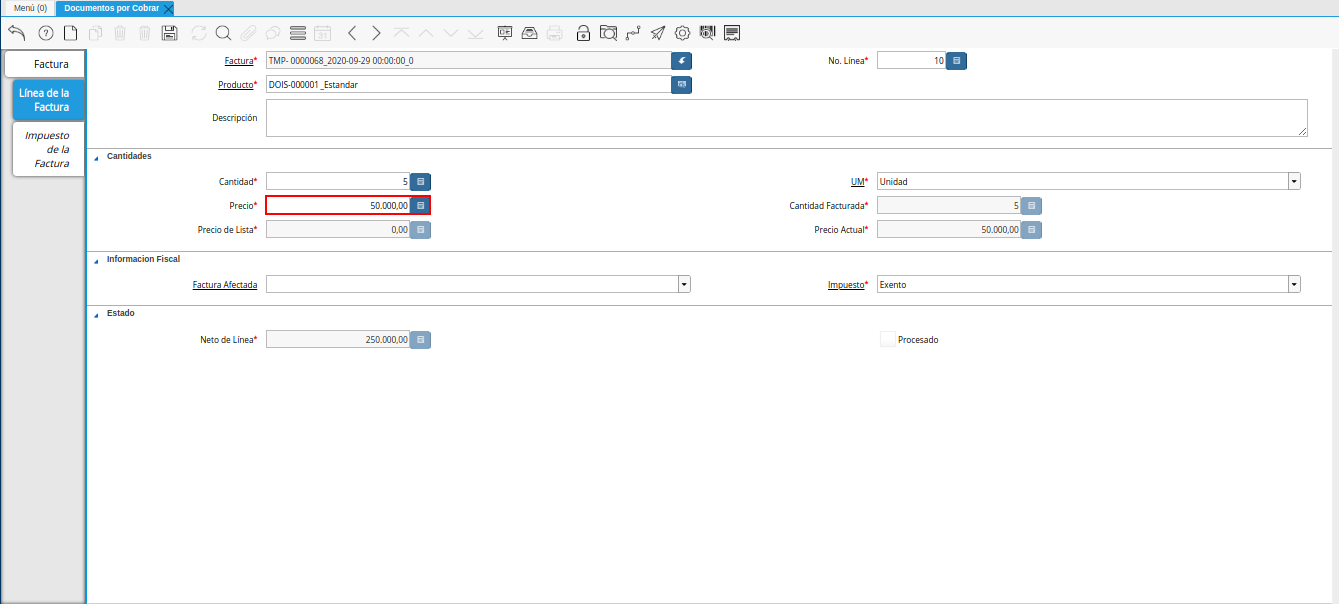 Menú (0) Documentos por Cobrar
Factura
Línea de la
Factura
Impuesto
de la
Factura
Factura* TMP- 0000068_2020-09-29 00:00:00_0 No. Línea* 10
Producto* DOIS-000001_Estandar
Descripción
Cantidades
Cantidad* 5 UM* Unidad
Precio* 50.000,00 Cantidad Facturada* 5
Precio de Lista* 0,00 Precio Actual* 50.000,00
Informacion Fiscal
Factura Afectada Impuesto* Exento
Estado
Neto de Línea* 250.000,00 Procesado